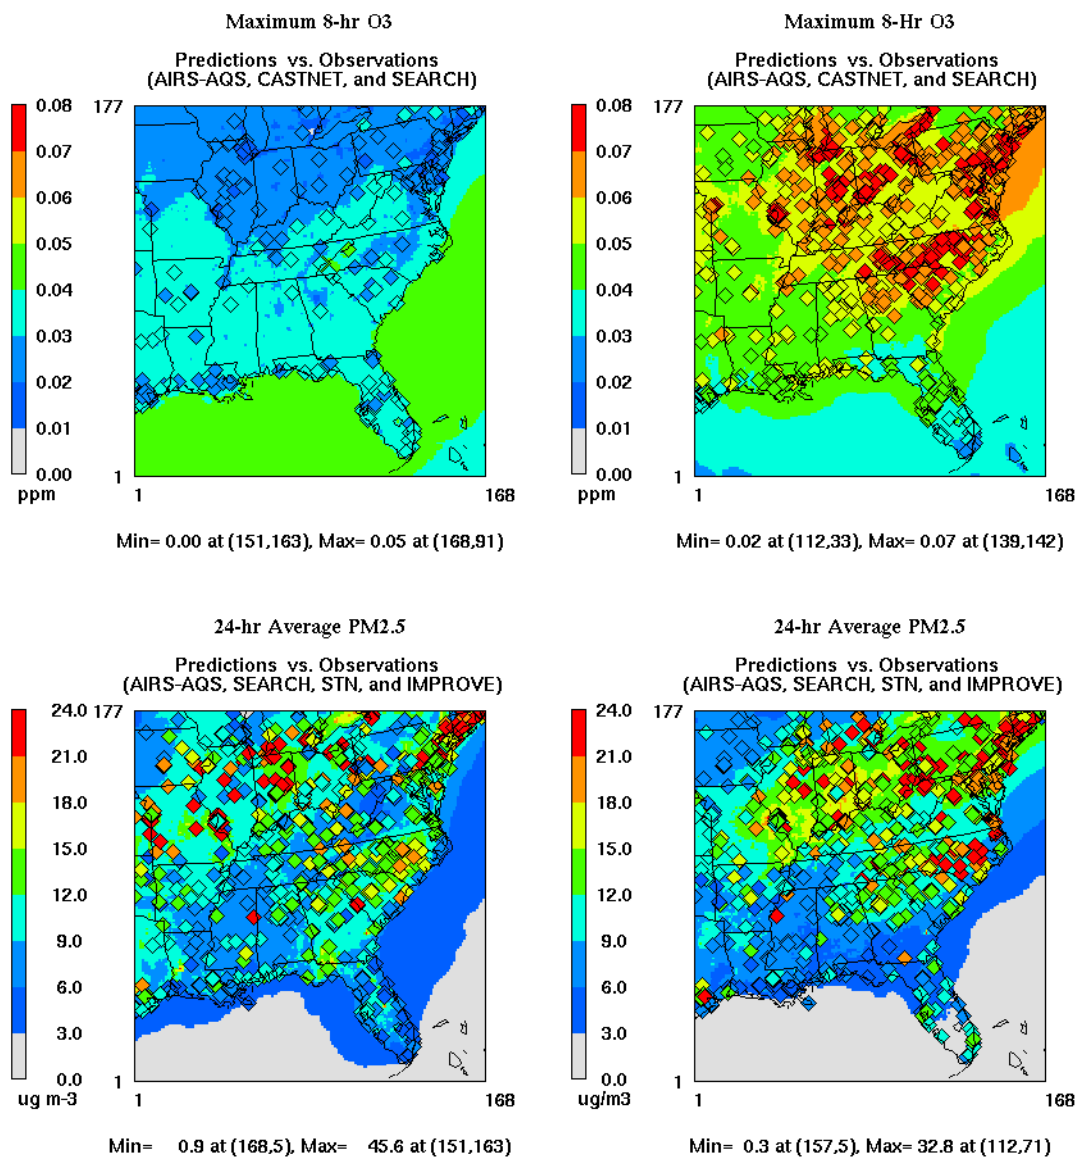 Maximum 8-hr O3
Predictions vs. Observations
(AIRS-AQS, CASTNET, and SEARCH)
0.08
0.07
0.06
0.05
0.04
0.03
0.02
0.01
0.00
ppm
177
1
1
168
Min= 0.00 at (151,163), Max= 0.05 at (168,91)
Maximum 8-Hr O3
Predictions vs. Observations
(AIRS-AQS, CASTNET, and SEARCH)
0.08
0.07
0.06
0.05
0.04
0.03
0.02
0.01
0.00
ppm
177
1
1
168
Min= 0.02 at (112,33), Max= 0.07 at (139,142)
24-hr Average PM2.5
Predictions vs. Observations
(AIRS-AQS, SEARCH, STN, and IMPROVE)
24.0
21.0
18.0
15.0
12.0
9.0
6.0
3.0
0.0
ug m-3
177
1
1
168
Min= 0.9 at (168,5), Max= 45.6 at (151,163)
24-hr Average PM2.5
Predictions vs. Observations
(AIRS-AQS, SEARCH, STN, and IMPROVE)
24.0
21.0
18.0
15.0
12.0
9.0
6.0
3.0
0.0
ug/m3
177
1
1
168
Min= 0.3 at (157,5), Max= 32.8 at (112,71)